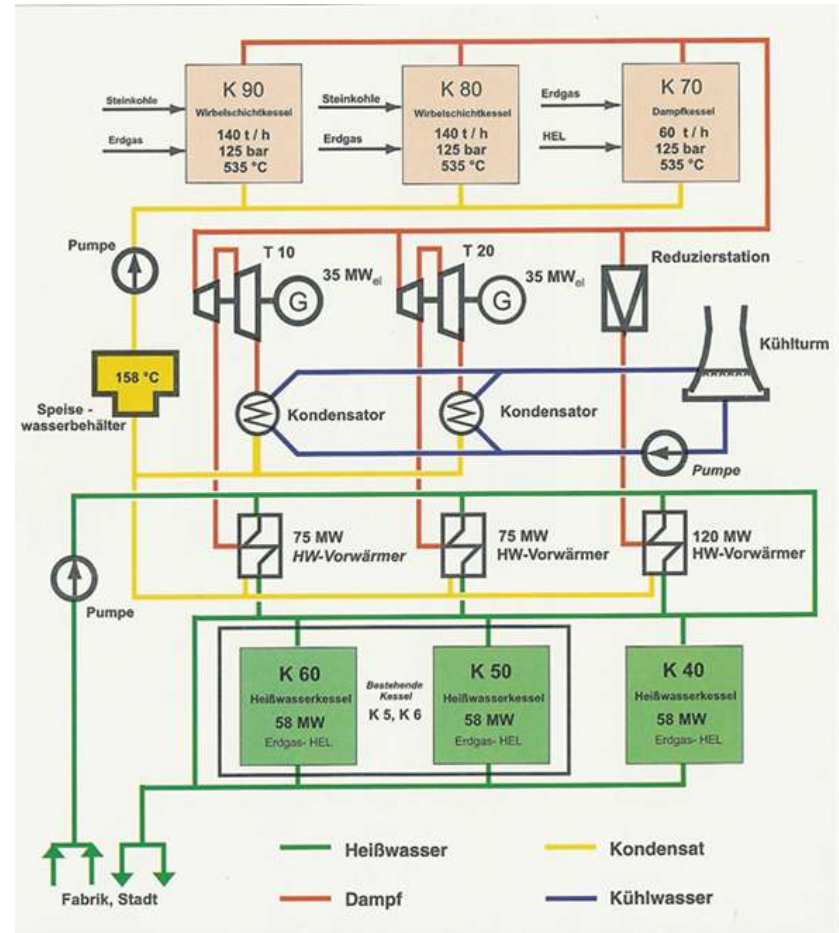 K 90
Wirbelschichtkessel
140 t / h
125 bar
535 °C
Steinkohle
Erdgas
K 80
Wirbelschichtkessel
140 t / h
125 bar
535 °C
Steinkohle
Erdgas
K 70
Dampfkessel
60 t / h
125 bar
535 °C
Erdgas
HEL
Pumpe
T 10
35 MWel
G
T 20
35 MWel
G
Reduzierstation
Kühlturm
158 °C
Speise -
wasserbehälter
Kondensator
Kondensator
Pumpe
75 MW
HW-Vorwärmer
75 MW
HW-Vorwärmer
120 MW
HW-Vorwärmer
Pumpe
K 60
Heißwasserkessel
58 MW
Erdgas- HEL
Bestehende
Kessel
K 5, K 6
K 50
Heißwasserkessel
58 MW
Erdgas- HEL
K 40
Heißwasserkessel
58 MW
Erdgas- HEL
Fabrik, Stadt
Heißwasser
Kondensat
Dampf
Kühlwasser